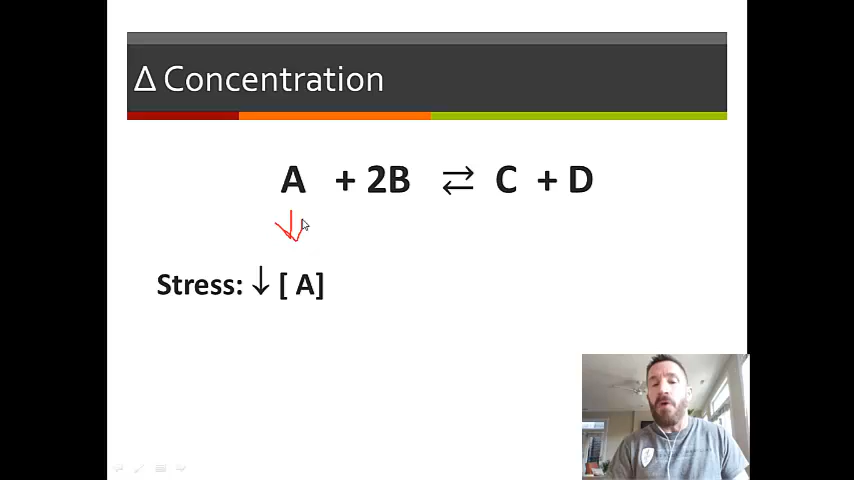 Δ Concentration
A + 2B ⇄ C + D
Stress: ↓ [ A]